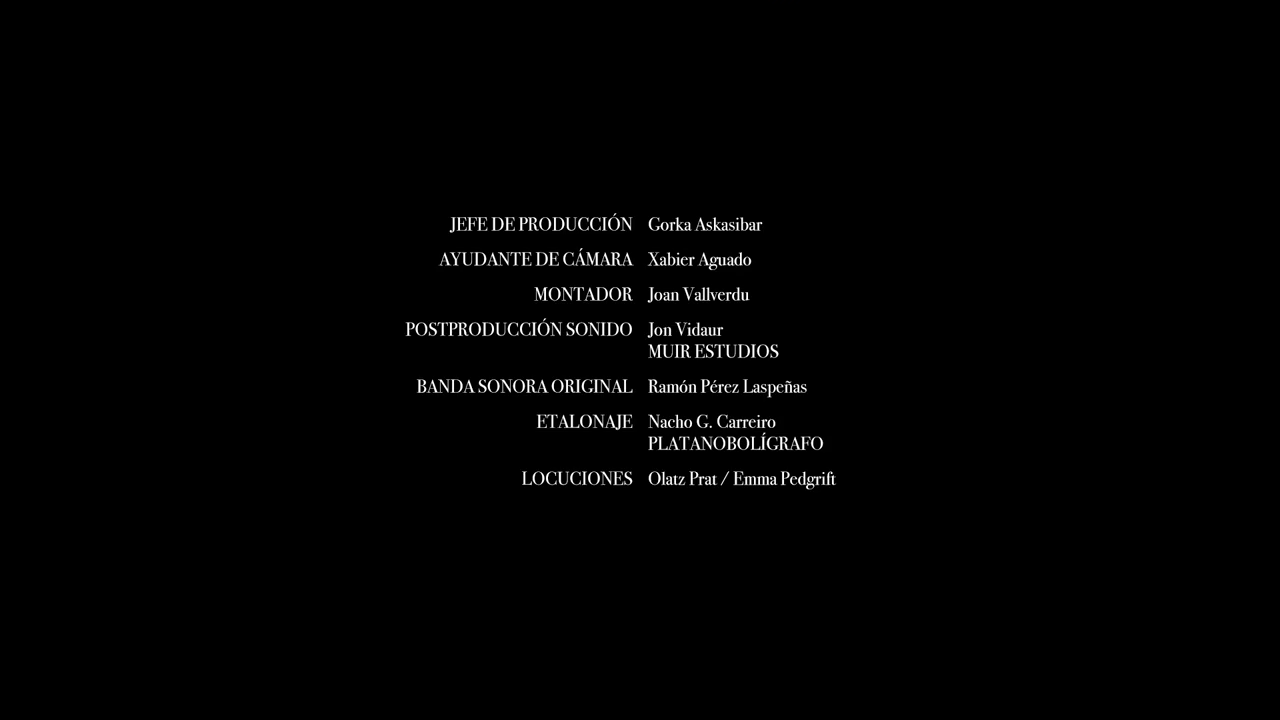 JEFE DE PRODUCCIÓN Gorka Askasibar
AYUDANTE DE CÁMARA Xabier Aguado
MONTADOR Joan Vallverdu
POSTPRODUCCIÓN SONIDO Jon Vidaur
MUIR ESTUDIOS
BANDA SONORA ORIGINAL Ramón Pérez Laspeñas
ETALONAJE Nacho G. Carreiro
PLATANOBOLÍGRAFO
LOCUCIONES Olatz Prat / Emma Pedgrift